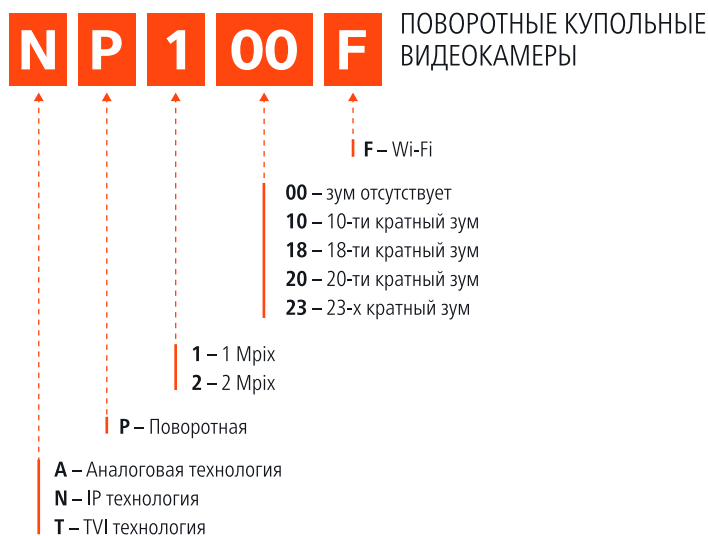 N P 1 00 F
ПОВОРОТНЫЕ КУПОЛЬНЫЕ
ВИДЕОКАМЕРЫ
F – Wi-Fi
00 – зум отсутствует
10 – 10-ти кратный зум
18 – 18-ти кратный зум
20 – 20-ти кратный зум
23 – 23-х кратный зум
1 – 1 Mpix
2 – 2 Mpix
P – Поворотная
A – Аналоговая технология
N – IP технология
T – TVI технология